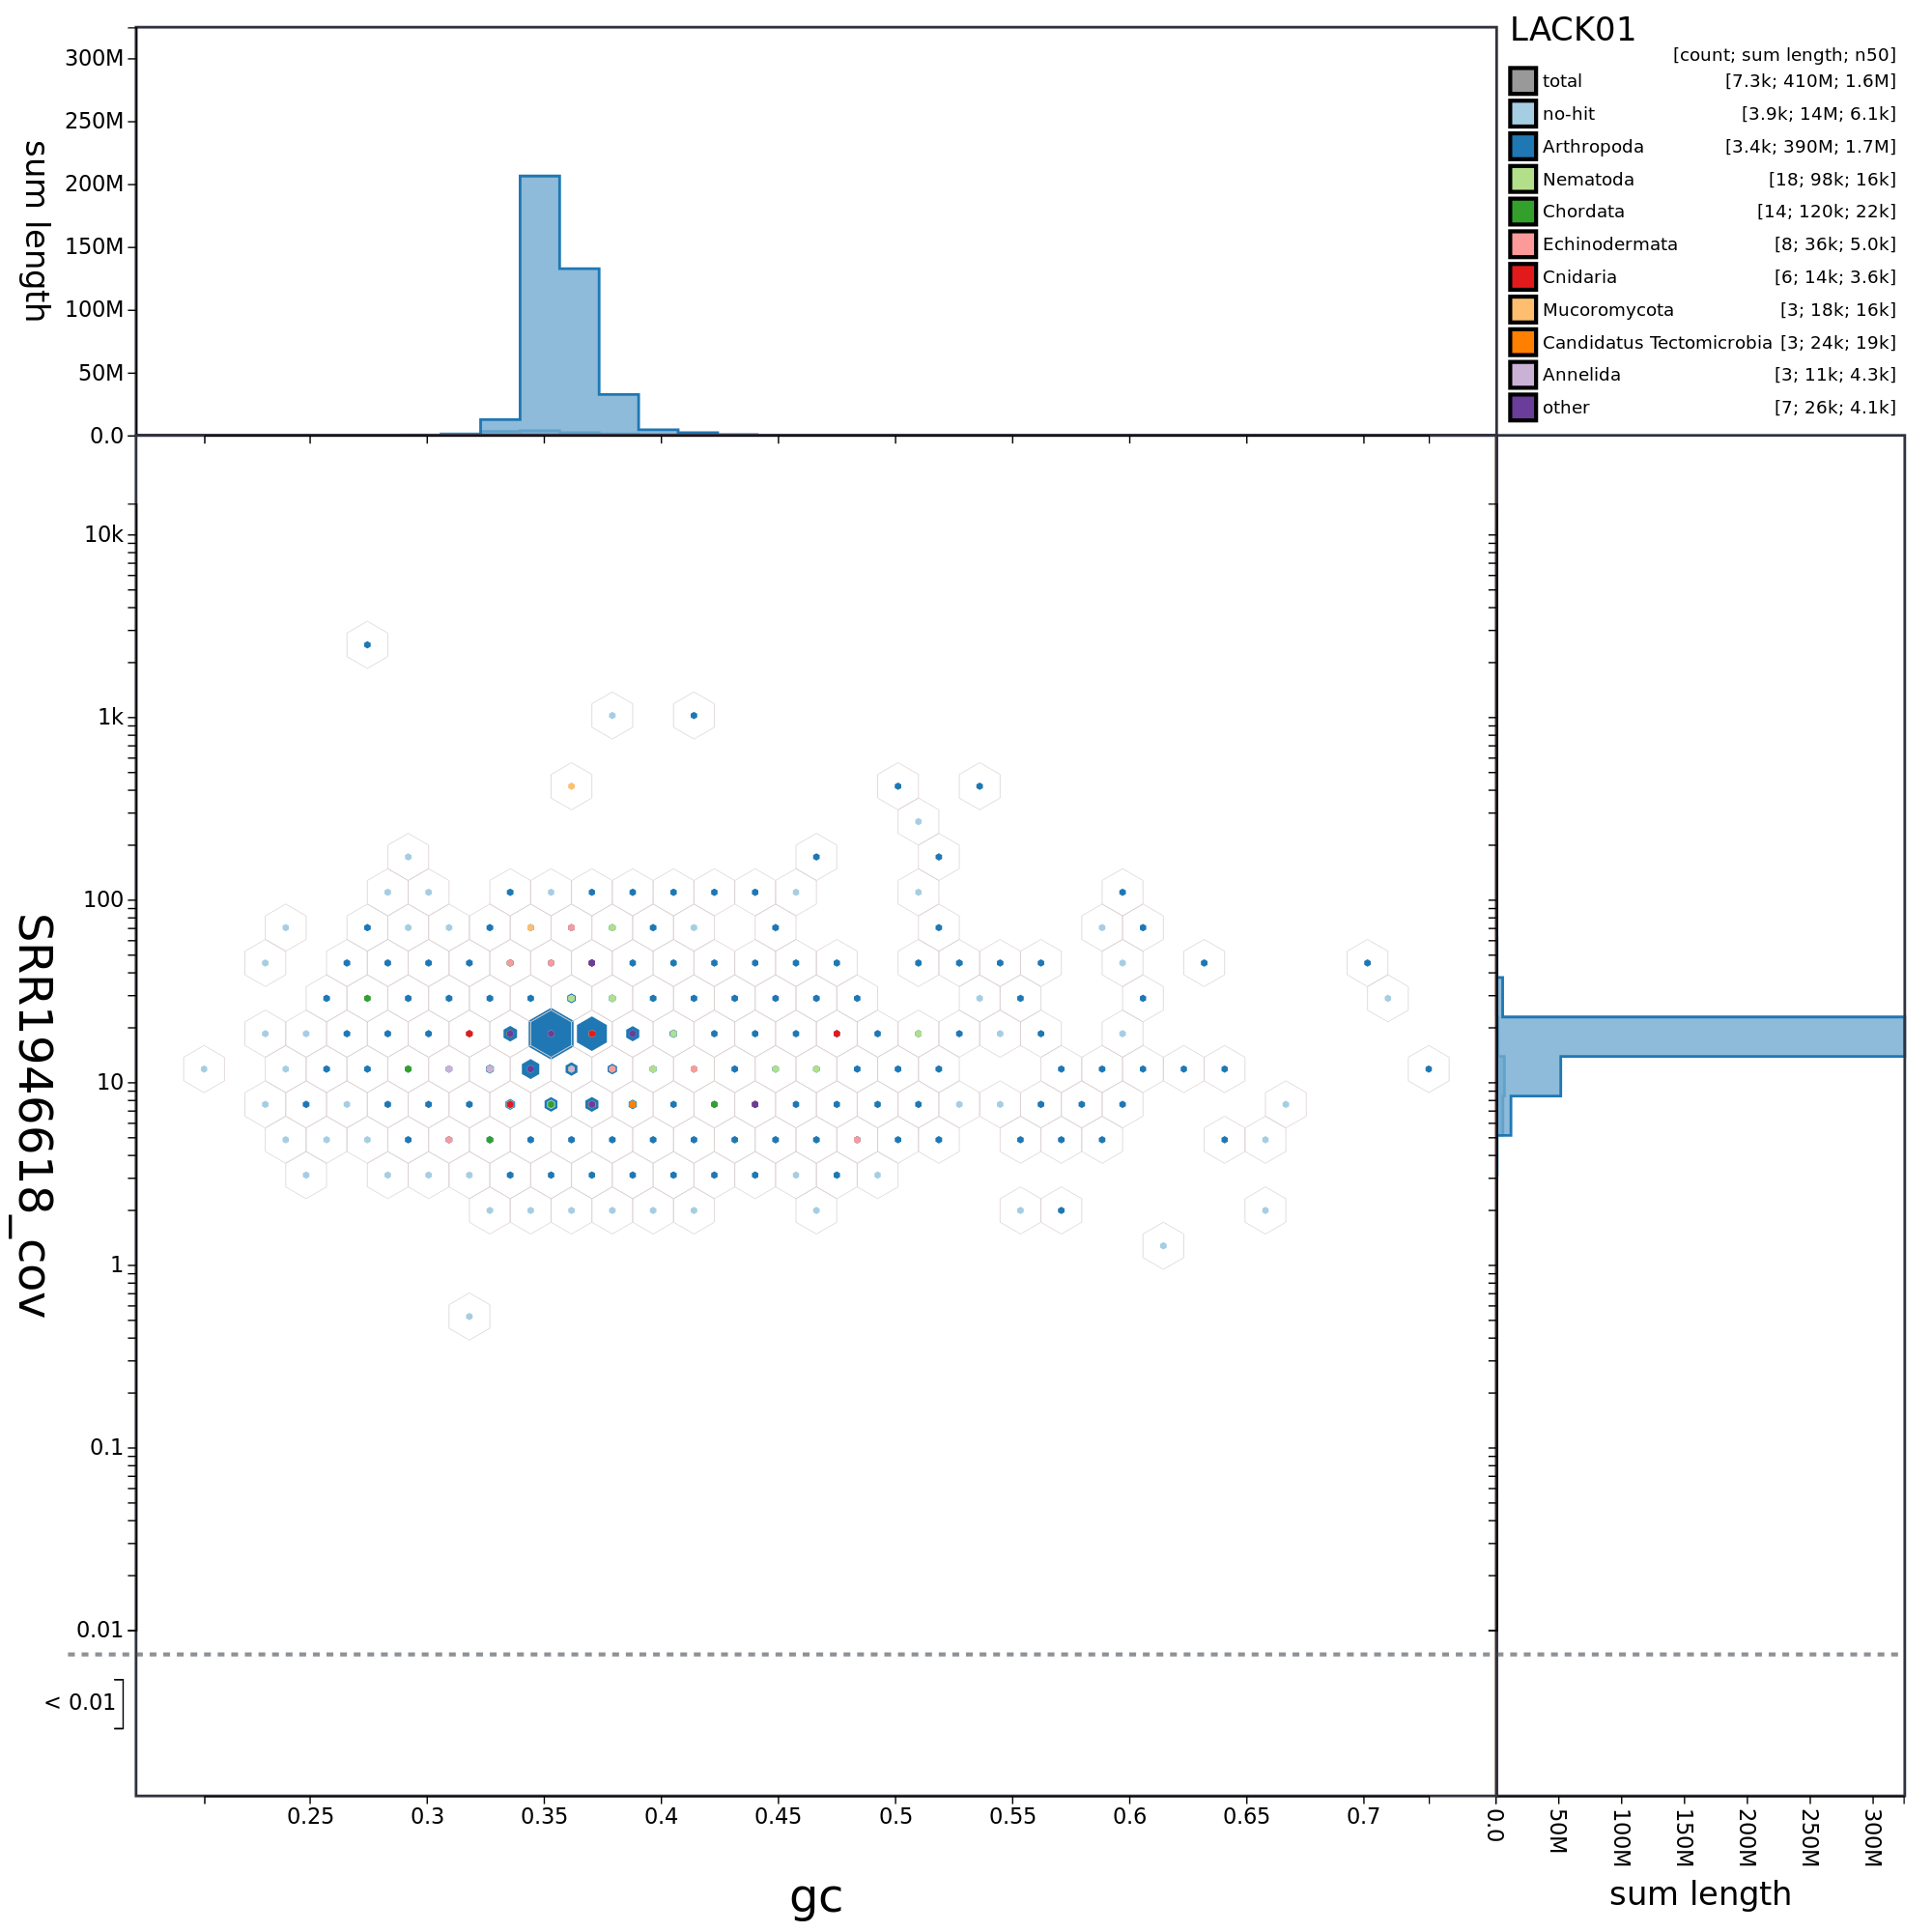 LACK01
[count; sum length; n50]
total [7.3k; 410M; 1.6M]
no-hit [3.9k; 14M; 6.1k]
Arthropoda [3.4k; 390M; 1.7M]
Nematoda [18; 98k; 16k]
Chordata [14; 120k; 22k]
Echinodermata [8; 36k; 5.0k]
Cnidaria [6; 14k; 3.6k]
Mucoromycota [3; 18k; 16k]
Candidatus Tectomicrobia [3; 24k; 19k]
Annelida [3; 11k; 4.3k]
other [7; 26k; 4.1k]
sum length
300M
250M
200M
150M
100M
50M
0.0
SRR1946618_cov
10k
1k
100
10
1
0.1
0.01
< 0.01
0.25 0.3 0.35 0.4 0.45 0.5 0.55 0.6 0.65 0.7
gc
0.0 50M 100M 150M 200M 250M 300M
sum length